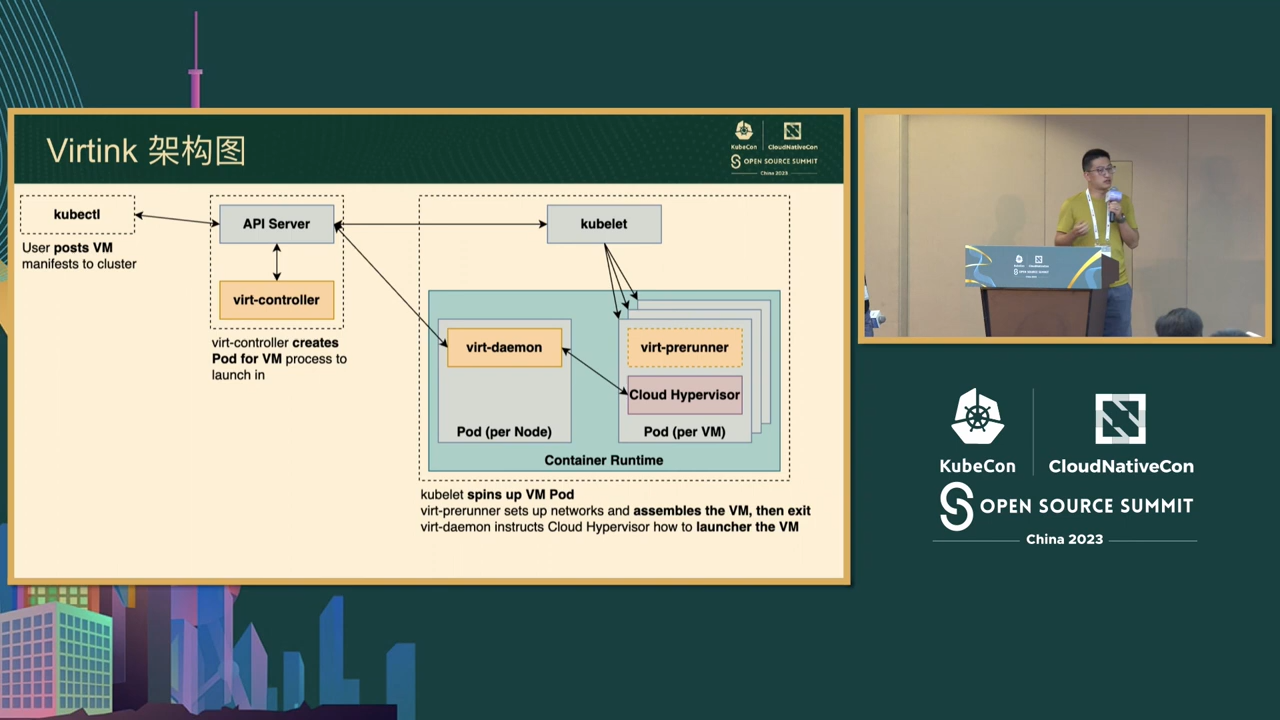 Virtink 架构图
KubeCon
CloudNativeCon
OPEN SOURCE SUMMIT
China 2023
kubectl
User posts VM
manifests to cluster
API Server
virt-controller
virt-controller creates
Pod for VM process to
launch in
kubelet
virt-daemon
Pod (per Node)
virt-prerunner
Cloud Hypervisor
Pod (per VM)
Container Runtime
kubelet spins up VM Pod
virt-prerunner sets up networks and assembles the VM, then exit
virt-daemon instructs Cloud Hypervisor how to launcher the VM
KubeCon
CloudNativeCon
OPEN SOURCE SUMMIT
China 2023